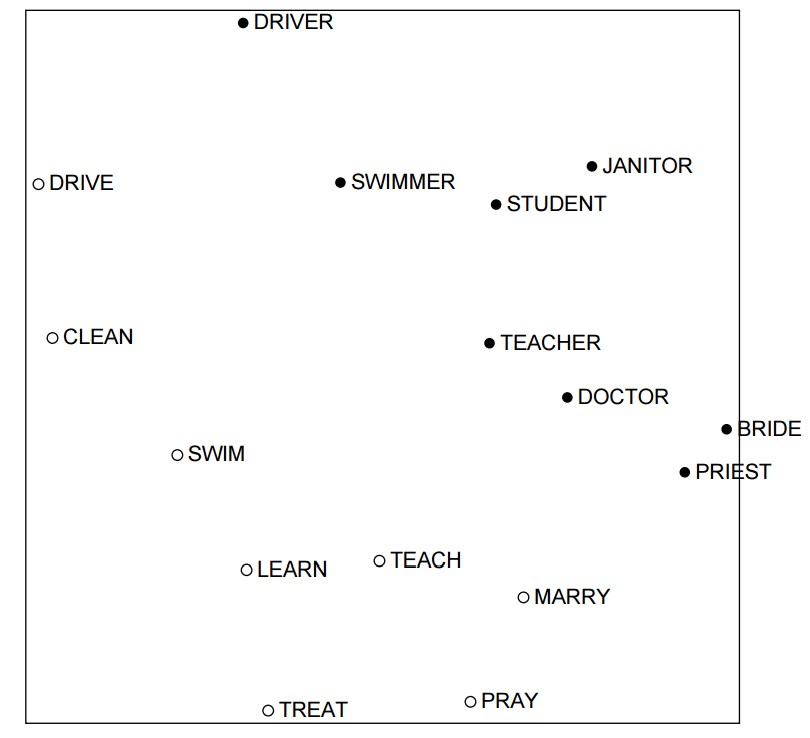 DRIVER
JANITOR
DRIVE
SWIMMER
STUDENT
CLEAN
TEACHER
DOCTOR
BRIDE
SWIM
PRIEST
TEACH
LEARN
MARRY
PRAY
TREAT